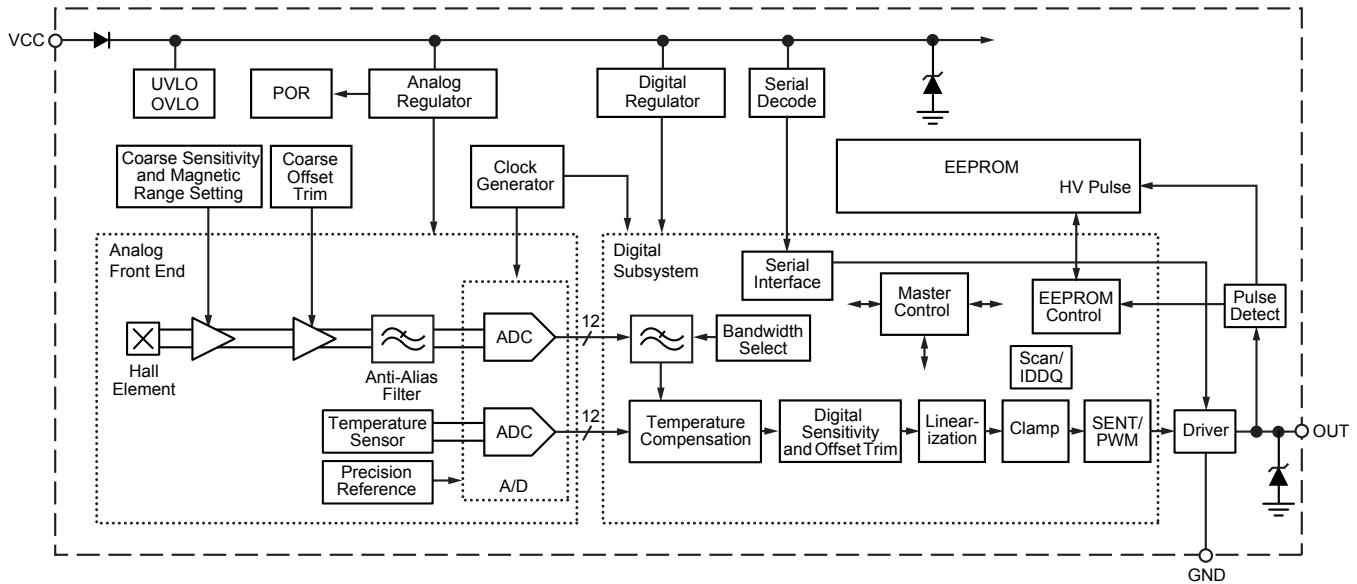 VCC
UVLO
OVLO
POR
Analog
Regulator
Digital
Regulator
Serial
Decode
Coarse Sensitivity
and Magnetic
Range Setting
Coarse
Offset
Trim
Clock
Generator
EEPROM
HV Pulse
Analog
Front End
Digital
Subsystem
Serial
Interface
Master
Control
EEPROM
Control
Pulse
Detect
Hall
Element
Anti-Alias
Filter
ADC
12
Bandwidth
Select
Scan/
IDDQ
Temperature
Sensor
ADC
12
Temperature
Compensation
Digital
Sensitivity
and Offset Trim
Linear-
ization
Clamp
SENT/
PWM
Driver
OUT
Precision
Reference
A/D
GND